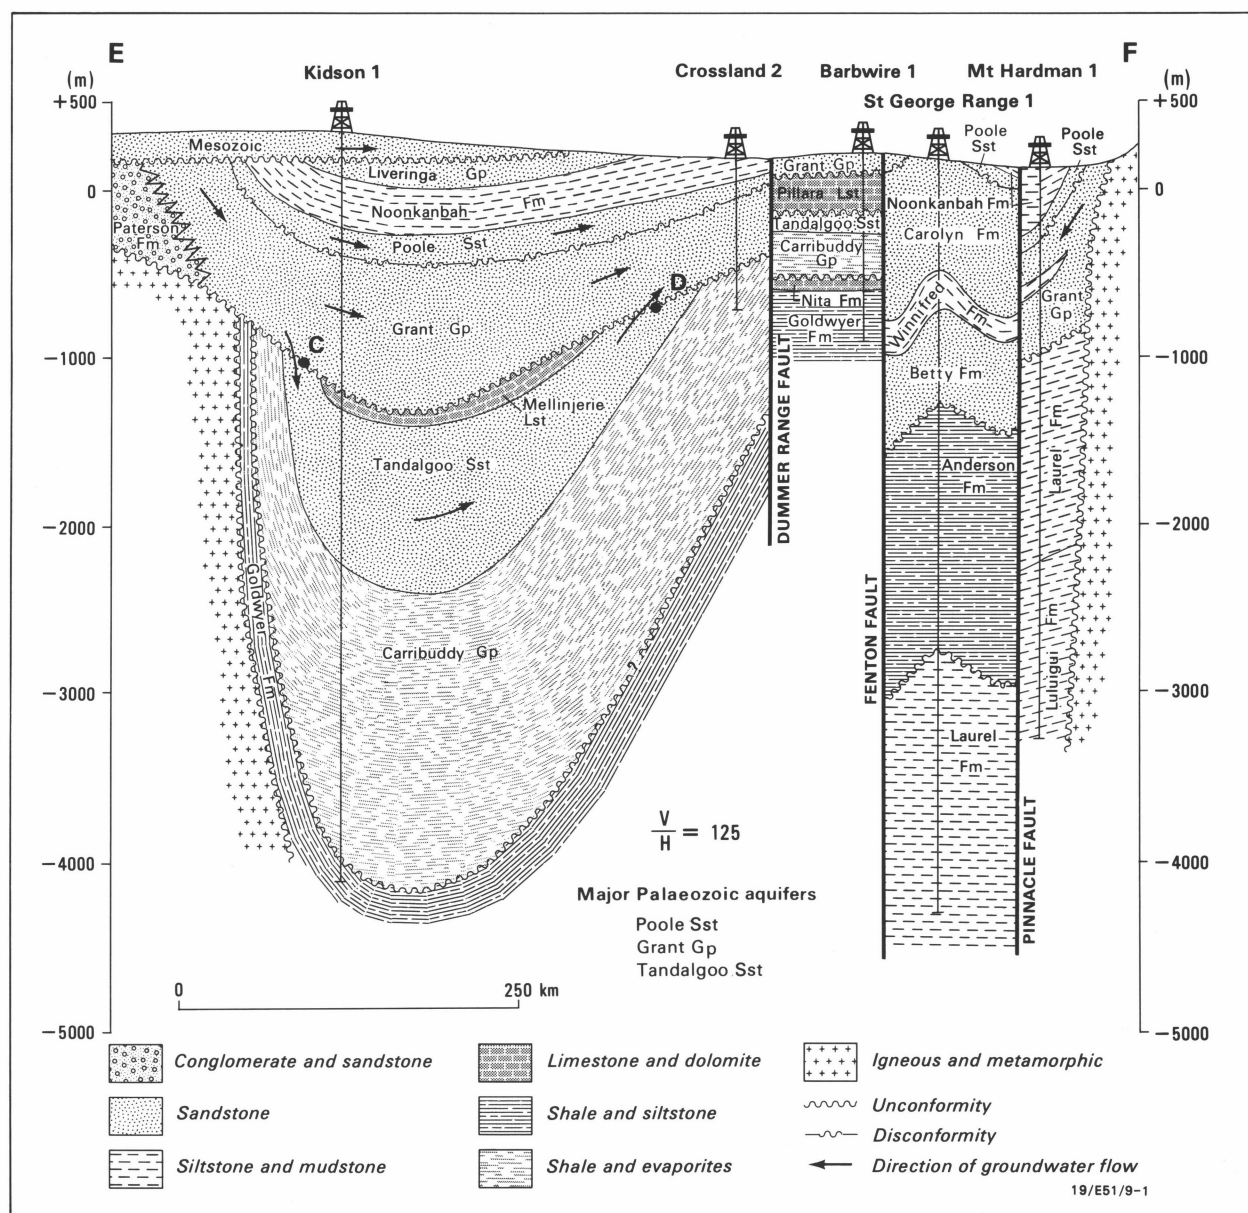 E
F
Kidson 1
Crossland 2
Barbwire 1
Mt Hardman 1
St George Range 1
(m)
(m)
+500
+500
Mesozoic
Liveringa Gp
Noonkanbah Fm
Poole Sst
Paterson
Fm
Grant Gp
C
D
Mellinjerie
Lst
Tandalgoo Sst
Carribuddy Gp
Goldwyer Fm
Grant Gp
Pillara Lst
Tandalgoo Sst
Carribuddy
Gp
Nita Fm
Goldwyer
Fm
Poole
Sst
Poole
Sst
Noonkanbah Fm
Carolyn Fm
Winnifred Fm
Betty Fm
Anderson
Fm
Laurel
Fm
Grant
Gp
Laurel Fm
Luluigui Fm
DUMMER RANGE FAULT
FENTON FAULT
PINNACLE FAULT
0
0
—1000
—1000
—2000
—2000
—3000
—3000
—4000
—4000
—5000
—5000
V
H = 125
Major Palaeozoic aquifers
Poole Sst
Grant Gp
Tandalgoo Sst
0
250 km
Conglomerate and sandstone
Sandstone
Siltstone and mudstone
Limestone and dolomite
Shale and siltstone
Shale and evaporites
Igneous and metamorphic
Unconformity
Disconformity
Direction of groundwater flow
19/E51/9-1